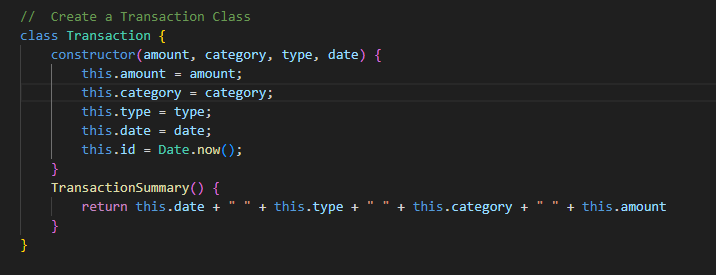 //  Create a Transaction Class
class Transaction {
    constructor(amount, category, type, date) {
        this.amount = amount;
        this.category = category;
        this.type = type;
        this.date = date;
        this.id = Date.now();
    }
    TransactionSummary() {
        return this.date + " " + this.type + " " + this.category + " " + this.amount
    }
}